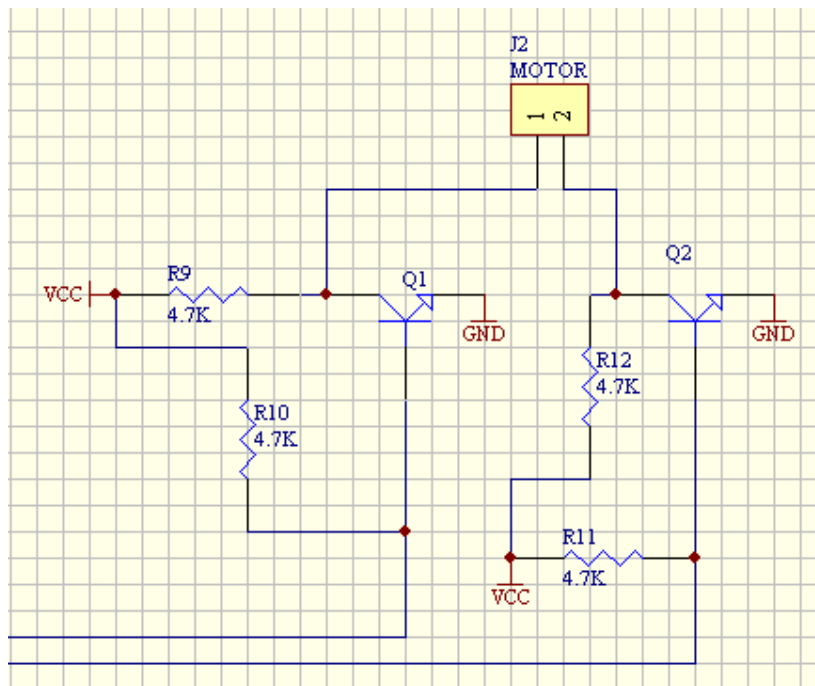 J2
MOTOR
1
2
Q2
R9
Q1
VCC
4.7K
GND
GND
R12
4.7K
R10
4.7K
R11
4.7K
VCC